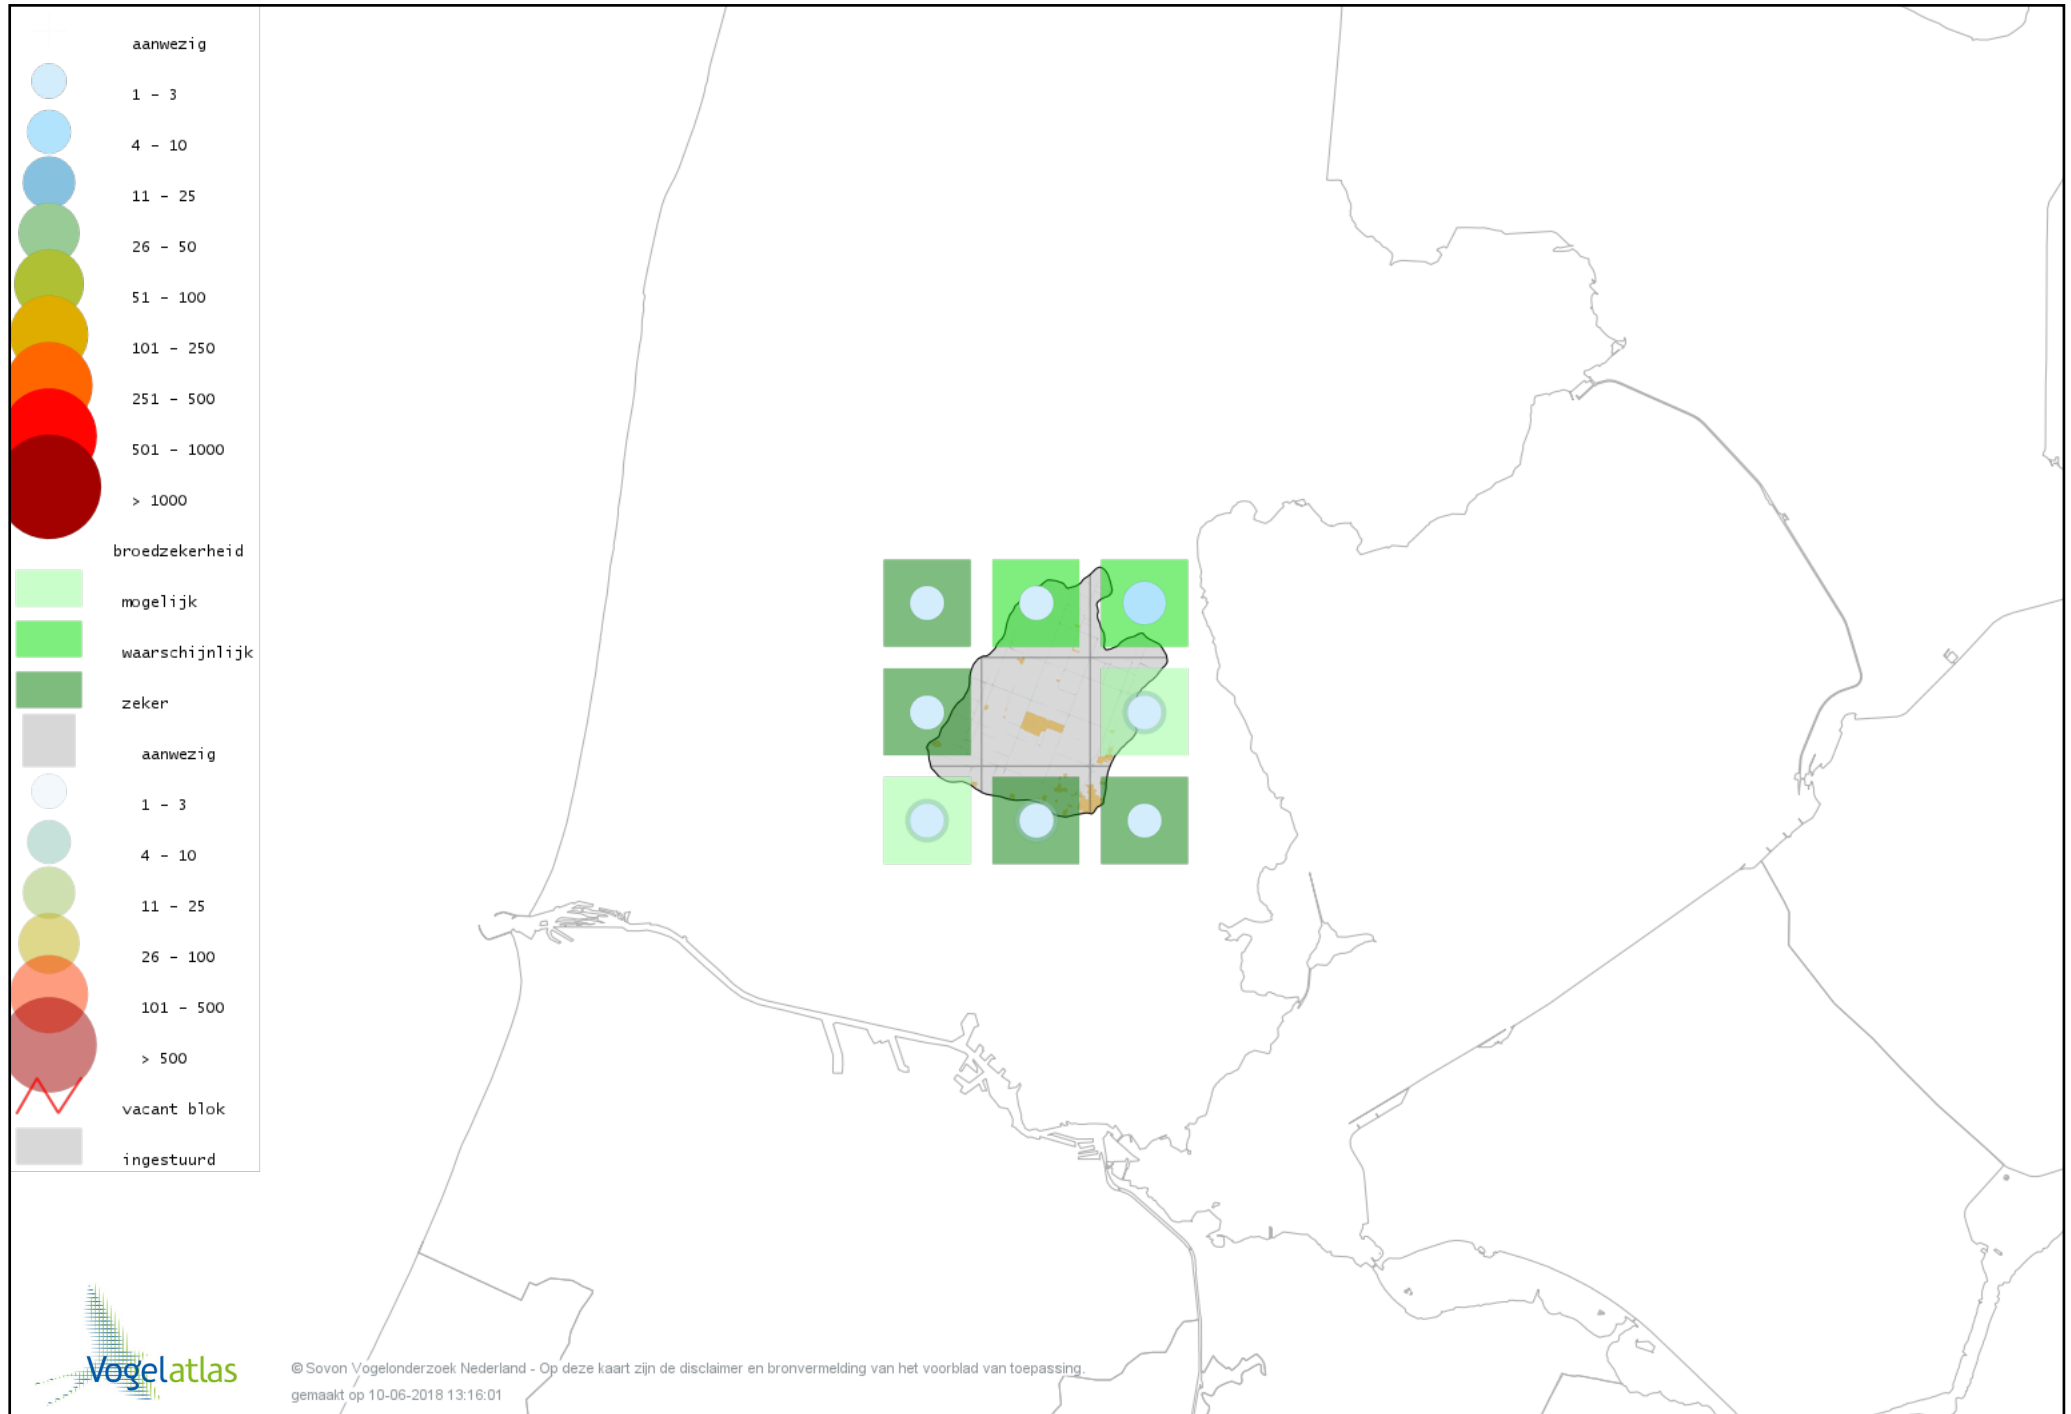 aanwezig
1 - 3
4 - 10
11 - 25
26 - 50
51 - 100
101 - 250
251 - 500
501 - 1000
> 1000
broedzekerheid
mogelijk
waarschijnlijk
zeker
aanwezig
1 - 3
4 - 10
11 - 25
26 - 100
101 - 500
> 500
vacant blok
ingestuurd
Vogelatlas
© Sovon Vogelonderzoek Nederland - Op deze kaart zijn de disclaimer en bronvermelding van het voorblad van toepassing.
gemaakt op 10-06-2018 13:16:01